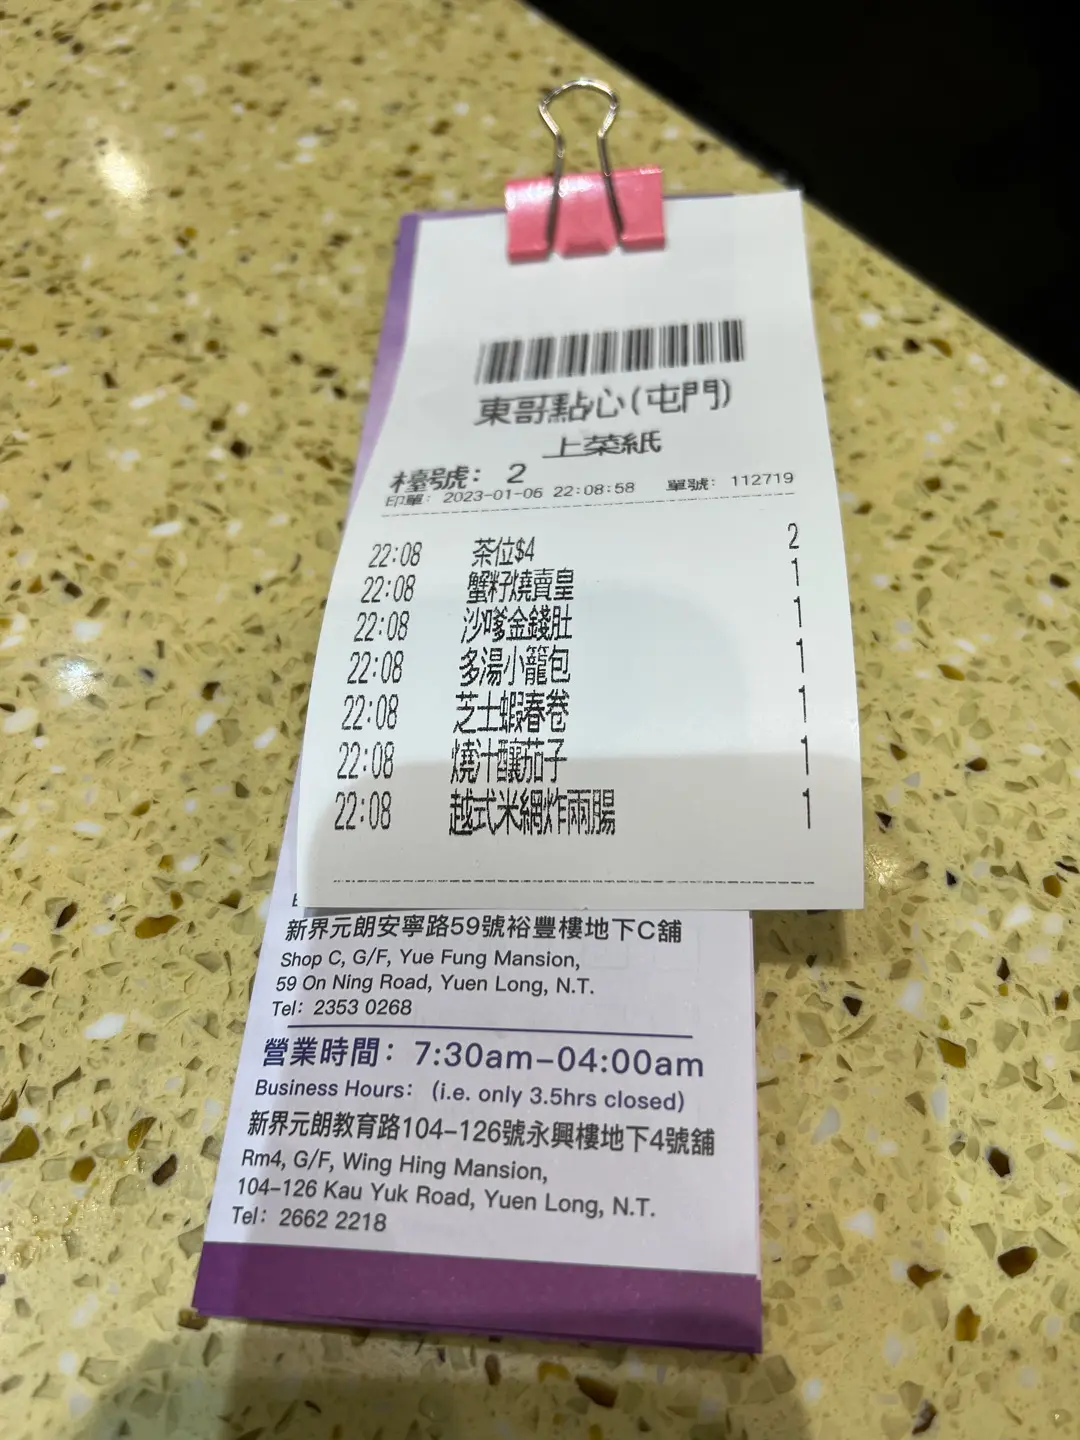 東哥點心(屯門)
上菜紙
檯號: 2
印單: 2023-01-06 22:08:58 單號: 112719
22:08 茶位$4 2
22:08 蟹籽燒賣皇 1
22:08 沙嗲金錢肚 1
22:08 多湯小籠包 1
22:08 芝士蝦春卷 1
22:08 燒汁釀茄子 1
22:08 越式米網炸兩腸 1
新界元朗安寧路59號裕豐樓地下C舖
Shop C, G/F, Yue Fung Mansion,
59 On Ning Road, Yuen Long, N.T.
Tel: 2353 0268
營業時間: 7:30am-04:00am
Business Hours: (i.e. only 3.5hrs closed)
新界元朗教育路104-126號永興樓地下4號舖
Rm4, G/F, Wing Hing Mansion,
104-126 Kau Yuk Road, Yuen Long, N.T.
Tel: 2662 2218